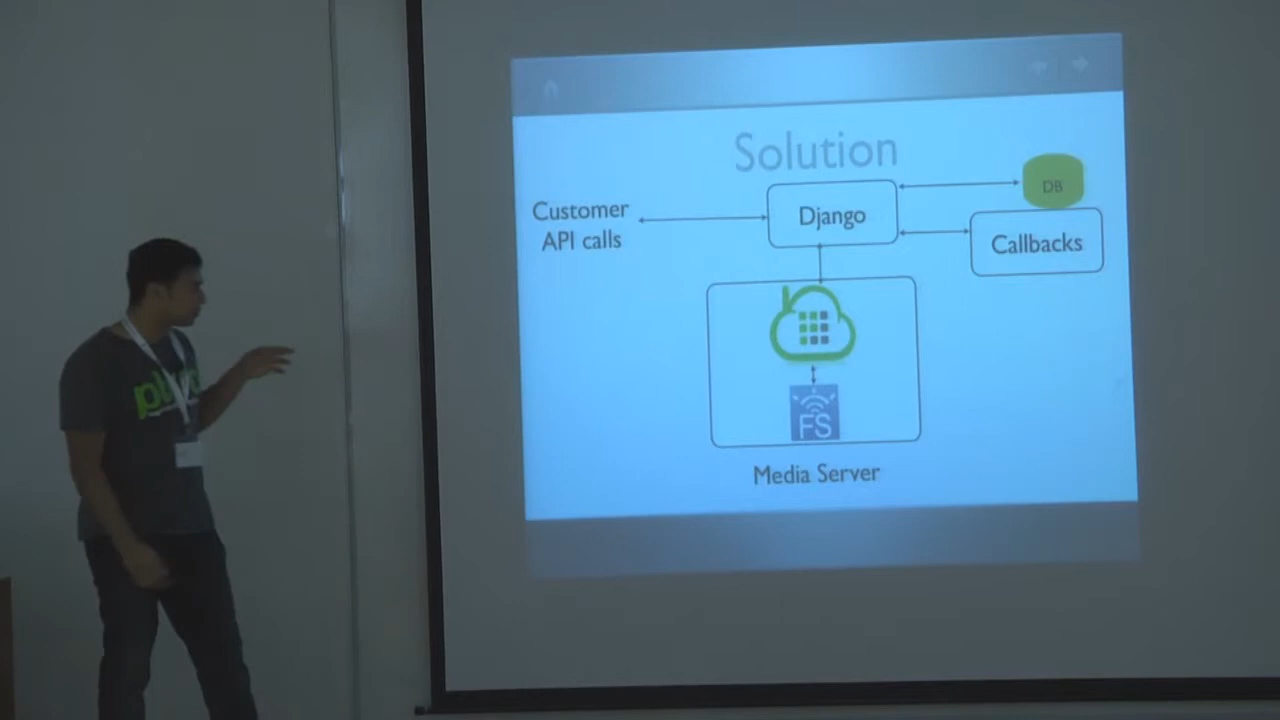 Solution
Customer
API calls
Django
DB
Callbacks
FS
Media Server